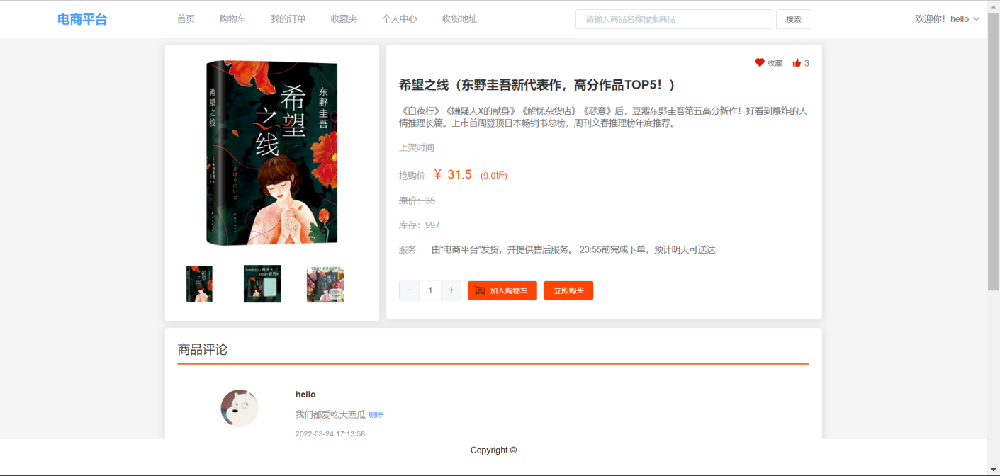 电商平台
首页 购物车 我的订单 收藏夹 个人中心 收货地址
请输入商品名称搜索商品 搜索
欢迎你！hello
希望之线
东野圭吾
希望
之线
きぼうのいと
收藏 3
希望之线（东野圭吾新代表作，高分作品TOP5！）
《白夜行》《嫌疑人X的献身》《解忧杂货店》《恶意》后，豆瓣东野圭吾第五高分新作！好看到爆炸的人
情推理长篇。上市首周登顶日本畅销书总榜，周刊文春推理榜年度推荐。
上架时间
抢购价 ¥ 31.5 (9.0折)
原价：35
库存：997
服务 由"电商平台"发货，并提供售后服务。 23:55前完成下单，预计明天可送达
− 1 + 加入购物车 立即购买
商品评论
hello
我们都爱吃大西瓜 删除
2022-03-24 17:13:58
Copyright ©